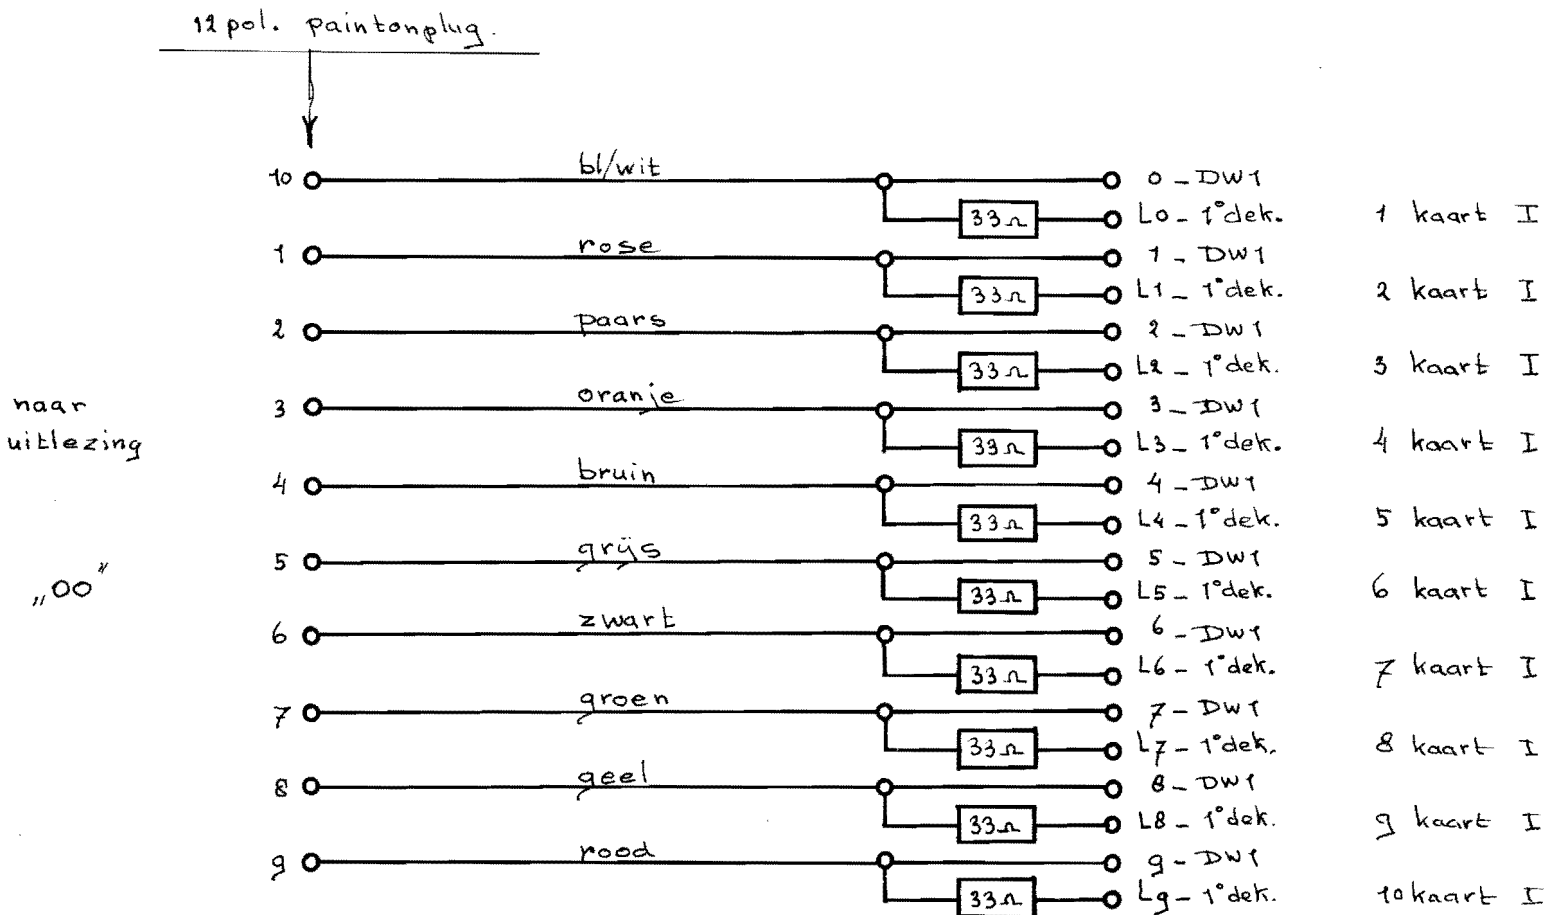 12 pol. paintonplug.
10 bl/wit 0 - DW1
33Ω L0 - 1° dek. 1 kaart I
1 rose 1 - DW1
33Ω L1 - 1° dek. 2 kaart I
2 paars 2 - DW1
33Ω L2 - 1° dek. 3 kaart I
naar
uitlezing
3 oranje 3 - DW1
33Ω L3 - 1° dek. 4 kaart I
4 bruin 4 - DW1
33Ω L4 - 1° dek. 5 kaart I
„00”
5 grijs 5 - DW1
33Ω L5 - 1° dek. 6 kaart I
6 zwart 6 - DW1
33Ω L6 - 1° dek. 7 kaart I
7 groen 7 - DW1
33Ω L7 - 1° dek. 8 kaart I
8 geel 8 - DW1
33Ω L8 - 1° dek. 9 kaart I
9 rood 9 - DW1
33Ω L9 - 1° dek. 10 kaart I